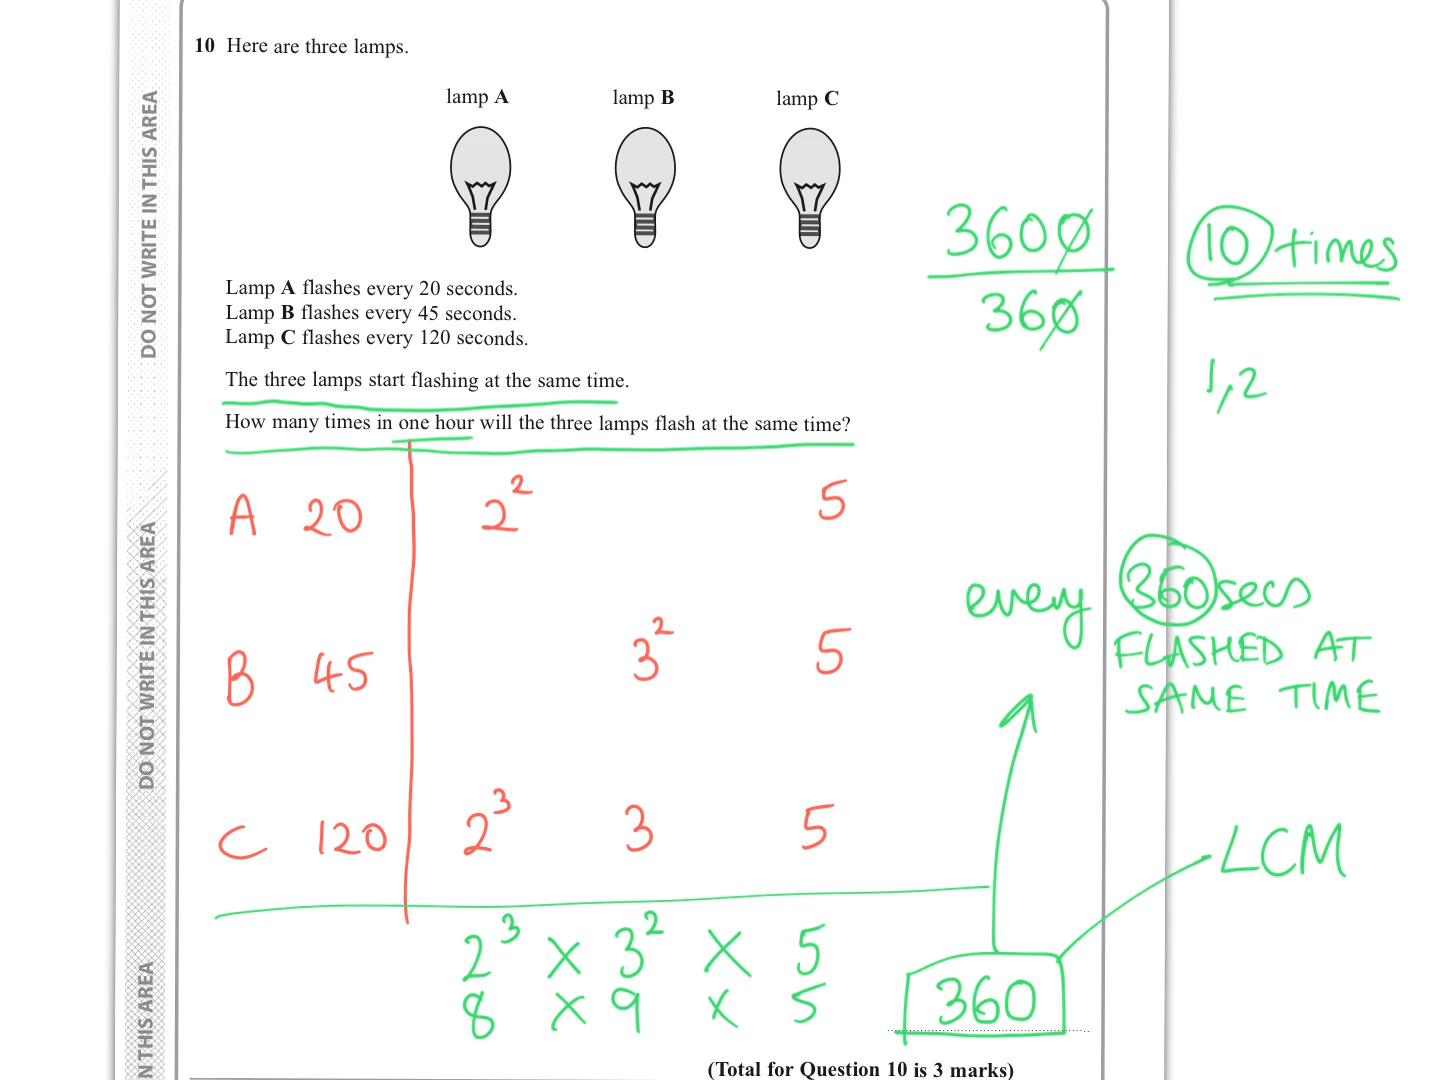 10 Here are three lamps.
lamp A lamp B lamp C
Lamp A flashes every 20 seconds.
Lamp B flashes every 45 seconds.
Lamp C flashes every 120 seconds.
The three lamps start flashing at the same time.
How many times in one hour will the three lamps flash at the same time?
3600
360
10 times
1,2
A 20 2² 5
B 45 3² 5
C 120 2³ 3 5
2³ × 3² × 5
8 × 9 × 5
360
LCM
every 360 secs
FLASHED AT
SAME TIME
(Total for Question 10 is 3 marks)
DO NOT WRITE IN THIS AREA
DO NOT WRITE IN THIS AREA
N THIS AREA